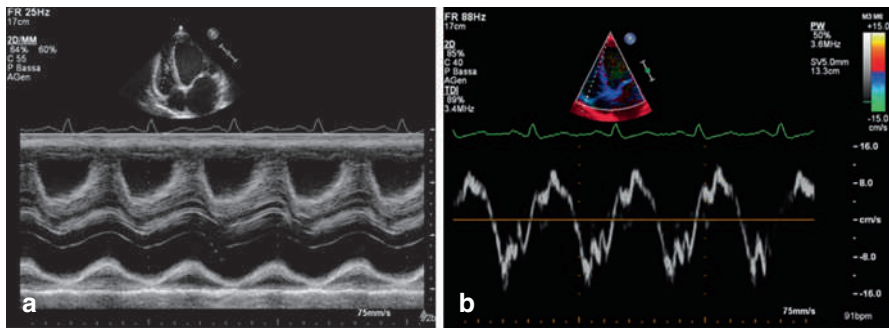 FR 25Hz
17cm
2D/MM
64% 60%
C 55
P Bassa
AGen
75mm/s
a
FR 88Hz
17cm
2D
85%
C 40
P Bassa
AGen
TDI
89%
3.4MHz
PW
50%
3.6MHz
SV5.0mm
13.3cm
M3 M6
+15.0
-15.0
cm/s
16.0
8.0
cm/s
-8.0
-16.0
75mm/s
91bpm
b